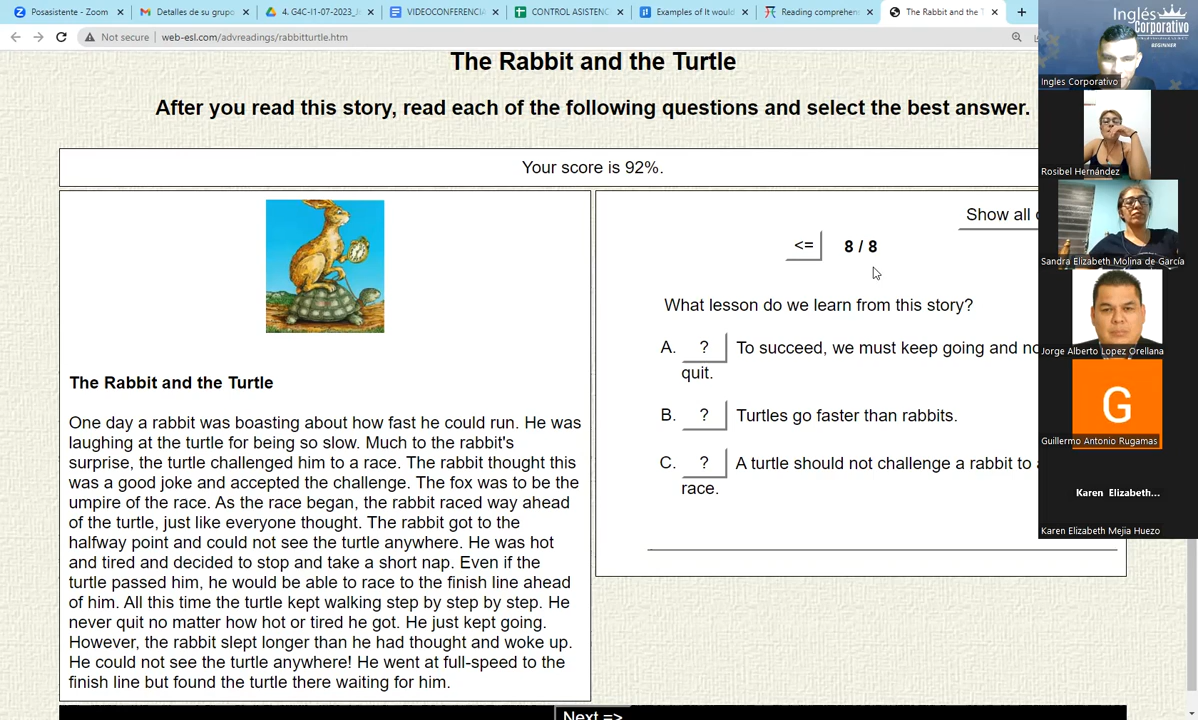 Posasistente - Zoom
Detalles de su grupo
4. G4C-I1-07-2023_
VIDEOCONFERENCI
CONTROL ASISTENC
Examples of It would
Reading comprehen
The Rabbit and the T
Not secure
web-esl.com/advreadings/rabbitturtle.htm
The Rabbit and the Turtle
After you read this story, read each of the following questions and select the best answer.
Your score is 92%.
Show all
<=
8 / 8
What lesson do we learn from this story?
A. ? To succeed, we must keep going and no
quit.
B. ? Turtles go faster than rabbits.
C. ? A turtle should not challenge a rabbit to a
race.
The Rabbit and the Turtle
One day a rabbit was boasting about how fast he could run. He was
laughing at the turtle for being so slow. Much to the rabbit's
surprise, the turtle challenged him to a race. The rabbit thought this
was a good joke and accepted the challenge. The fox was to be the
umpire of the race. As the race began, the rabbit raced way ahead
of the turtle, just like everyone thought. The rabbit got to the
halfway point and could not see the turtle anywhere. He was hot
and tired and decided to stop and take a short nap. Even if the
turtle passed him, he would be able to race to the finish line ahead
of him. All this time the turtle kept walking step by step by step. He
never quit no matter how hot or tired he got. He just kept going.
However, the rabbit slept longer than he had thought and woke up.
He could not see the turtle anywhere! He went at full-speed to the
finish line but found the turtle there waiting for him.
Next =>
Inglés
Corporativo
BEGINNER
Ingles Corporativo
Rosibel Hernández
Sandra Elizabeth Molina de García
Jorge Alberto Lopez Orellana
G
Guillermo Antonio Rugamas
Karen Elizabeth...
Karen Elizabeth Mejia Huezo